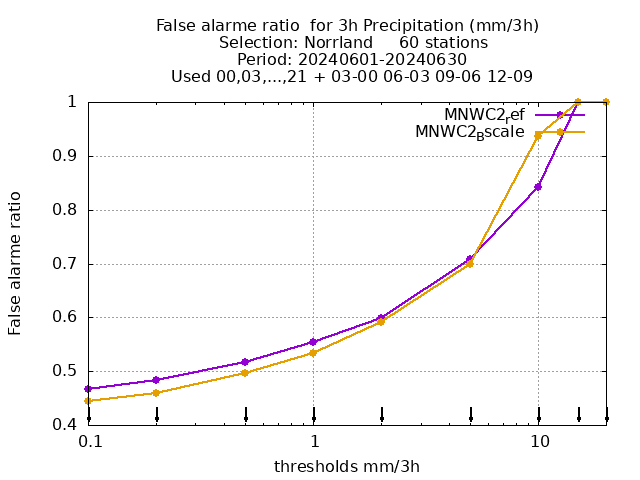 False alarme ratio  for 3h Precipitation (mm/3h)
Selection: Norrland     60 stations
Period: 20240601-20240630
Used 00,03,...,21 + 03-00 06-03 09-06 12-09
1
MNWC2_ref
MNWC2_Bscale
0.9
0.8
0.7
0.6
0.5
0.4
False alarme ratio
0.1
1
10
thresholds mm/3h